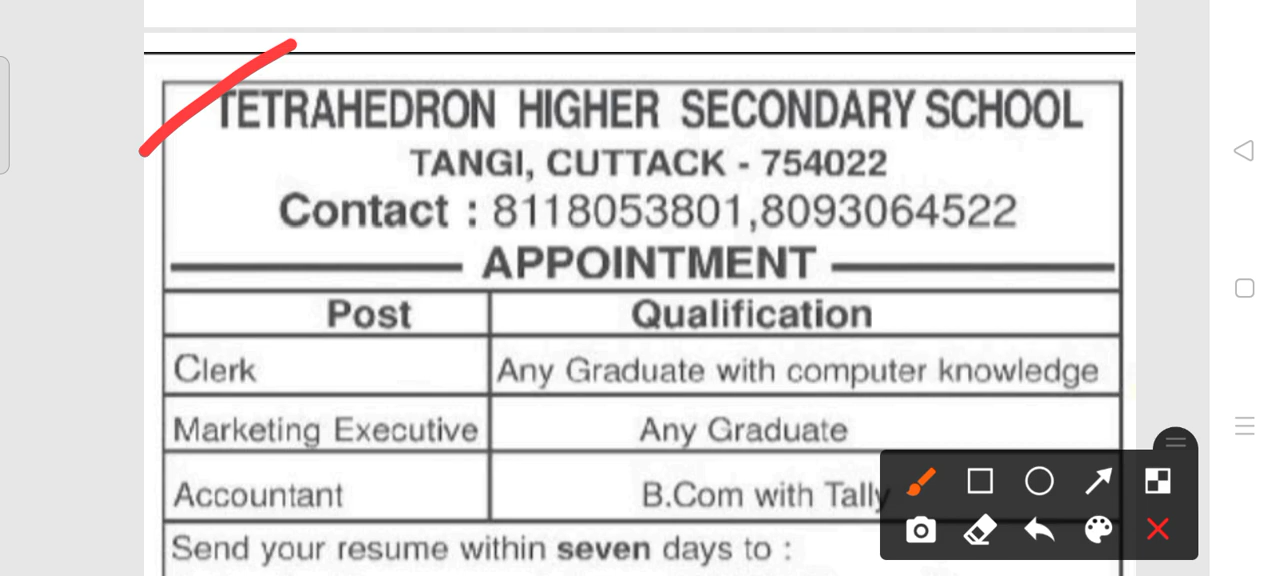 TETRAHEDRON HIGHER SECONDARY SCHOOL
TANGI, CUTTACK - 754022
Contact : 8118053801,8093064522
APPOINTMENT
Post Qualification
Clerk Any Graduate with computer knowledge
Marketing Executive Any Graduate
Accountant B.Com with Tally
Send your resume within seven days to :